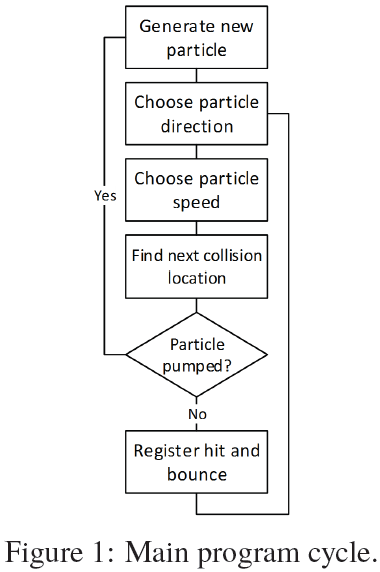 Generate new
particle
Choose particle
direction
Choose particle
speed
Yes
Find next collision
location
Particle
pumped?
No
Register hit and
bounce
Figure 1: Main program cycle.